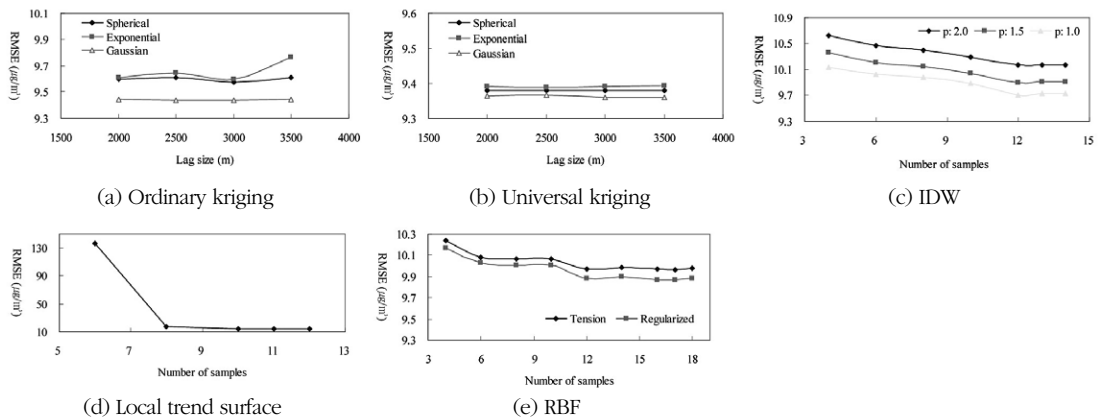 10.1
9.9
9.7
9.5
9.3
RMSE (µg/m³)
Spherical
Exponential
Gaussian
1500 2000 2500 3000 3500 4000
Lag size (m)
(a) Ordinary kriging
9.6
9.5
9.4
9.3
RMSE (µg/m³)
Spherical
Exponential
Gaussian
1500 2000 2500 3000 3500 4000
Lag size (m)
(b) Universal kriging
10.9
10.5
10.1
9.7
9.3
RMSE (µg/m³)
p: 2.0 p: 1.5 p: 1.0
3 6 9 12 15
Number of samples
(c) IDW
130
90
50
10
RMSE (µg/m³)
5 7 9 11 13
Number of samples
(d) Local trend surface
10.3
10.1
9.9
9.7
9.5
9.3
RMSE (µg/m³)
Tension Regularized
3 6 9 12 15 18
Number of samples
(e) RBF